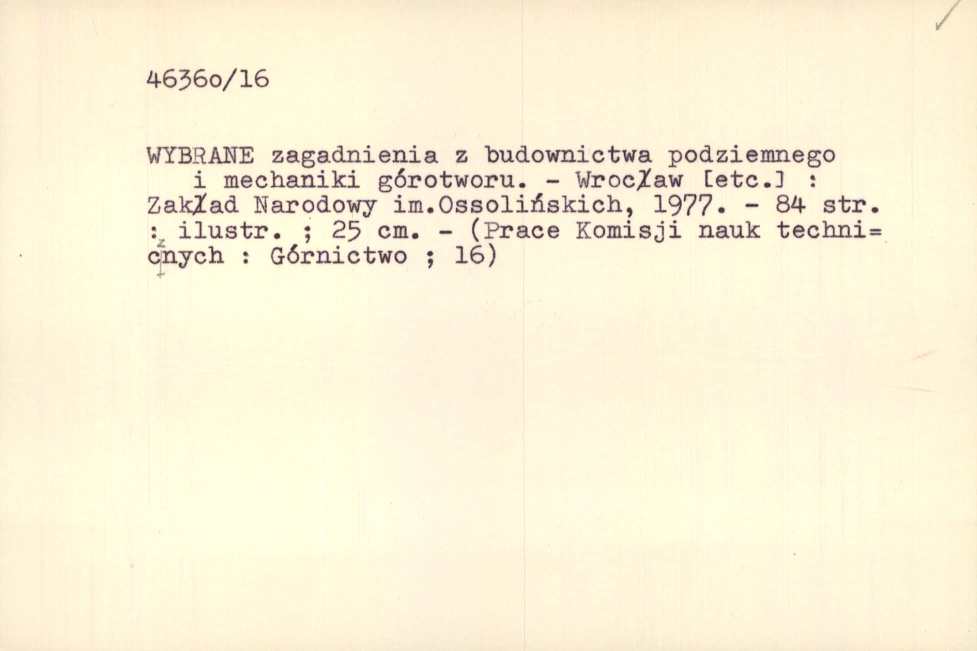 4636o/16
WYBRANE zagadnienia z budownictwa podziemnego
i mechaniki górotworu. - Wrocław [etc.] :
Zakład Narodowy im.Ossolińskich, 1977. - 84 str.
: ilustr. ; 25 cm. - (Prace Komisji nauk techni=
cznych : Górnictwo ; 16)